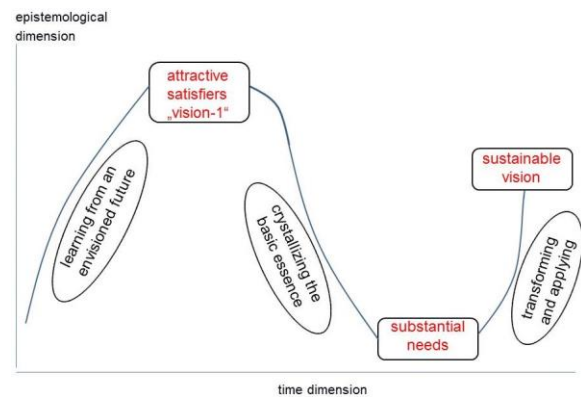 epistemological
dimension
attractive
satisfiers
„vision-1“
learning from an
envisioned future
crystallizing the
basic essence
sustainable
vision
transforming
and applying
substantial
needs
time dimension